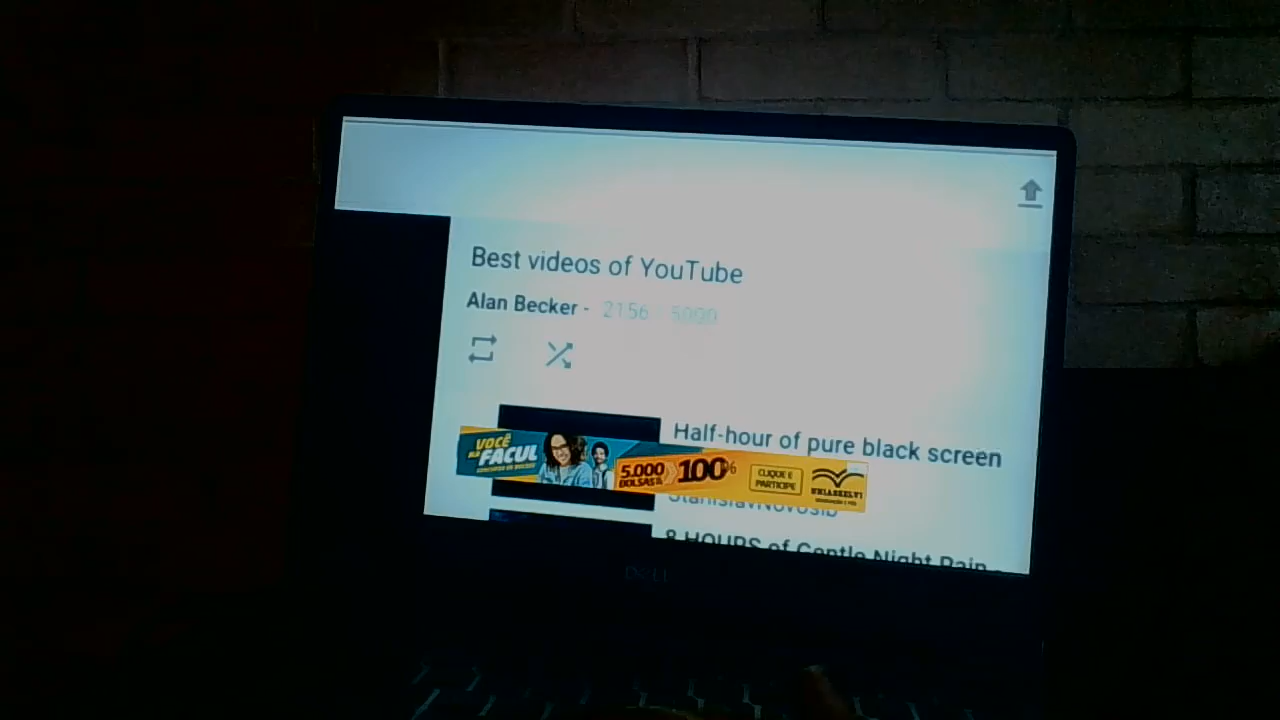 Best videos of YouTube
Alan Becker - 2156 / 5000
Half-hour of pure black screen
VOCÊ
NA FACUL
5.000
BOLSAS
100%
CLIQUE E
PARTICIPE
UNIASSELVI
StanislavNovosib
8 HOURS of Gentle Night Rain
DELL